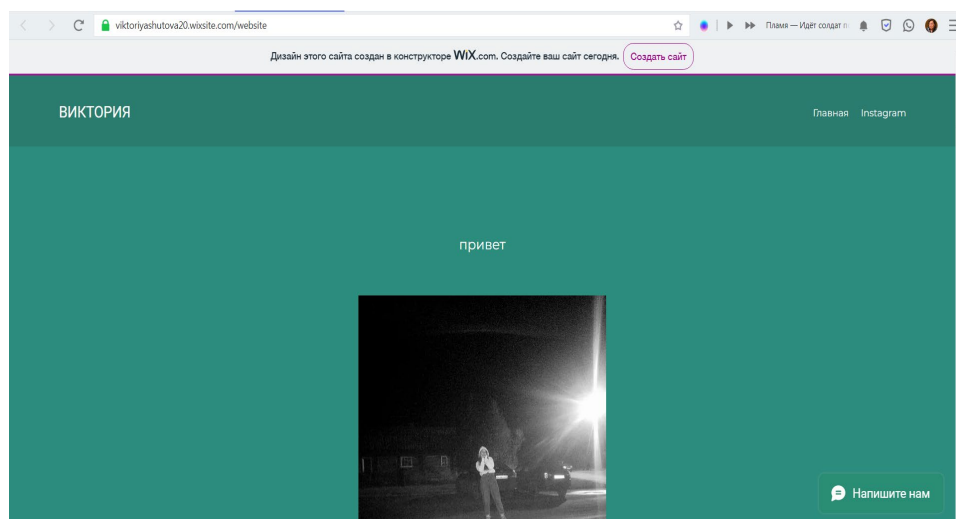 viktoriyashutova20.wixsite.com/website
Пламя — Идёт солдат п
Дизайн этого сайта создан в конструкторе WiX.com. Создайте ваш сайт сегодня. Создать сайт
ВИКТОРИЯ
Главная Instagram
привет
Напишите нам